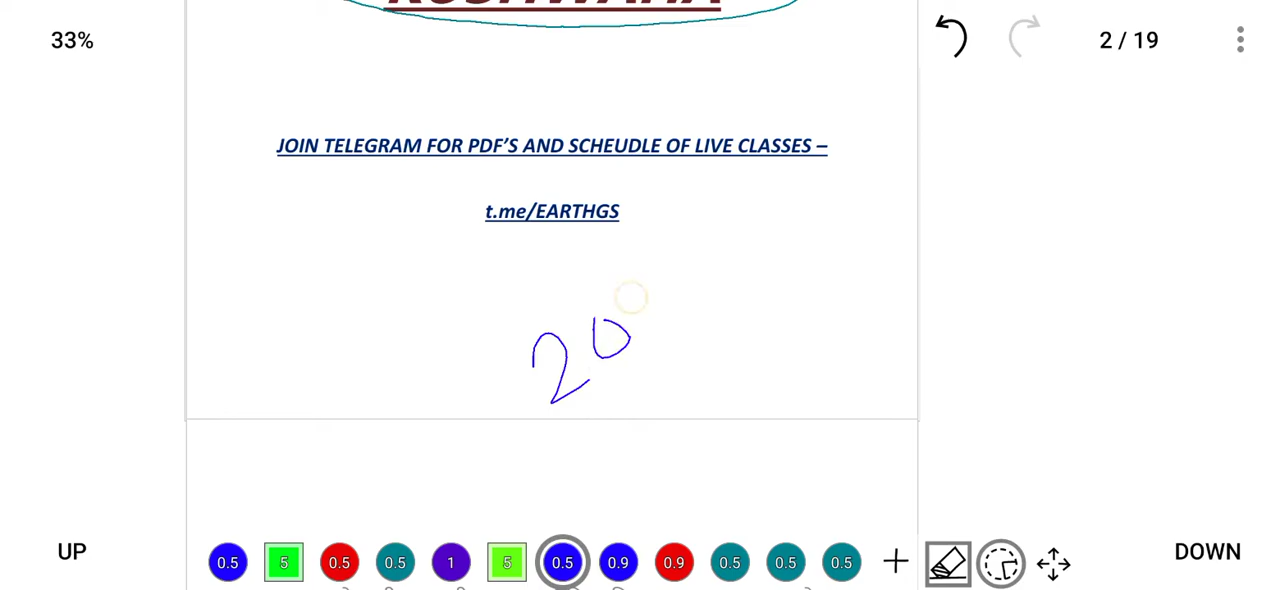 33%
2 / 19
JOIN TELEGRAM FOR PDF'S AND SCHEUDLE OF LIVE CLASSES –
t.me/EARTHGS
20
UP
0.5 5 0.5 0.5 1 5 0.5 0.9 0.9 0.5 0.5 0.5 +
DOWN